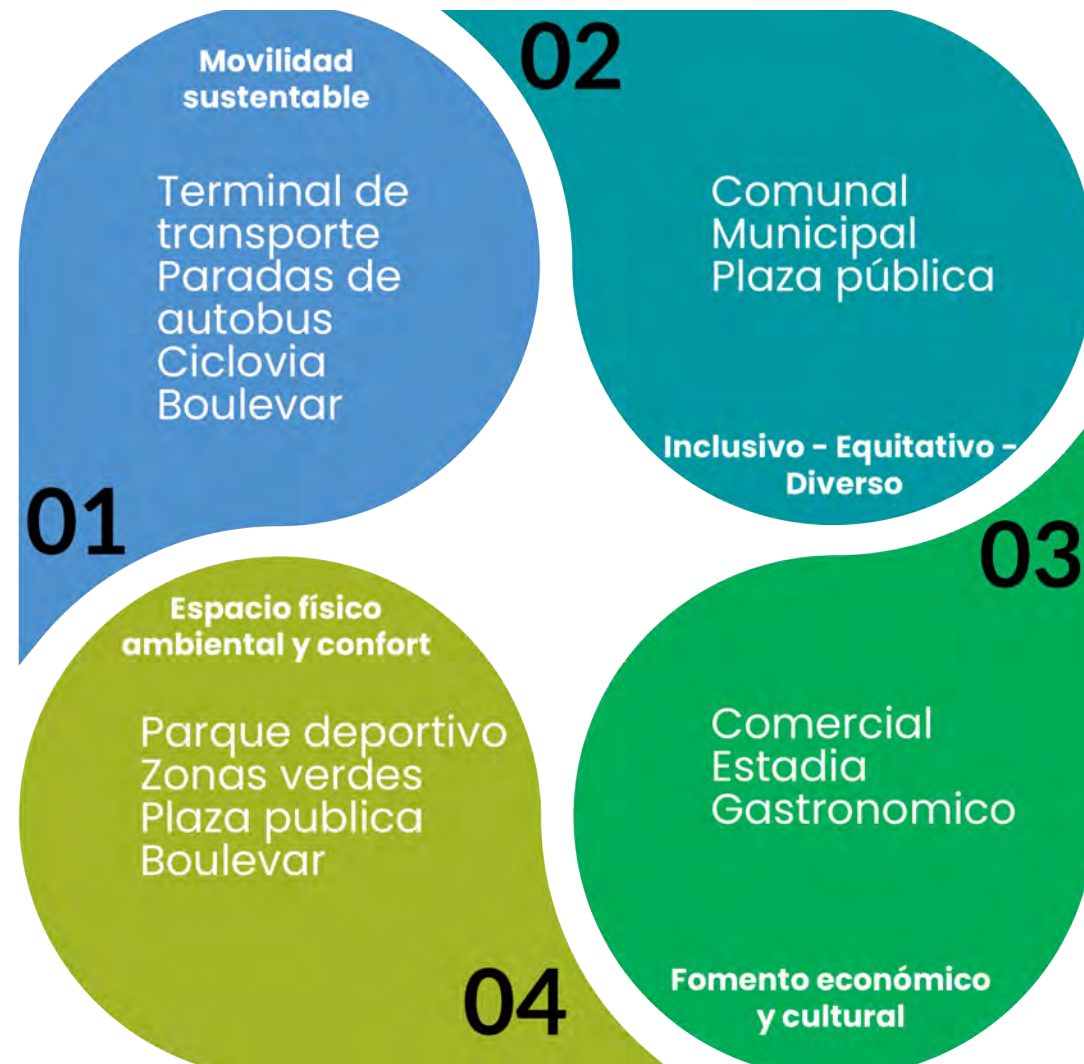 Movilidad
sustentable
Terminal de
transporte
Paradas de
autobus
Ciclovia
Boulevar
01
02
Comunal
Municipal
Plaza pública
Inclusivo - Equitativo -
Diverso
03
Comercial
Estadia
Gastronomico
Fomento económico
y cultural
Espacio físico
ambiental y confort
Parque deportivo
Zonas verdes
Plaza publica
Boulevar
04